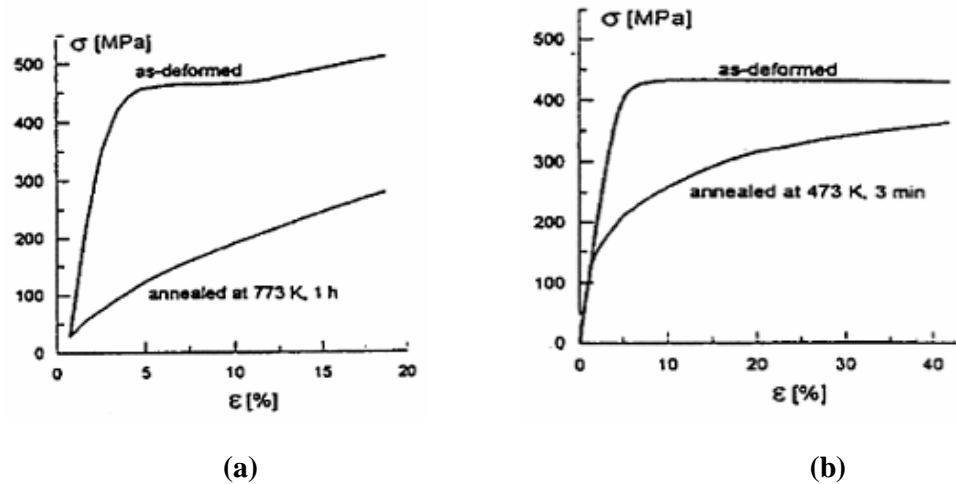 σ [MPa]
500
400
300
200
100
0
as-deformed
annealed at 773 K, 1 h
0 5 10 15 20
ε [%]
(a)
σ [MPa]
500
400
300
200
100
0
as-deformed
annealed at 473 K, 3 min
0 10 20 30 40
ε [%]
(b)